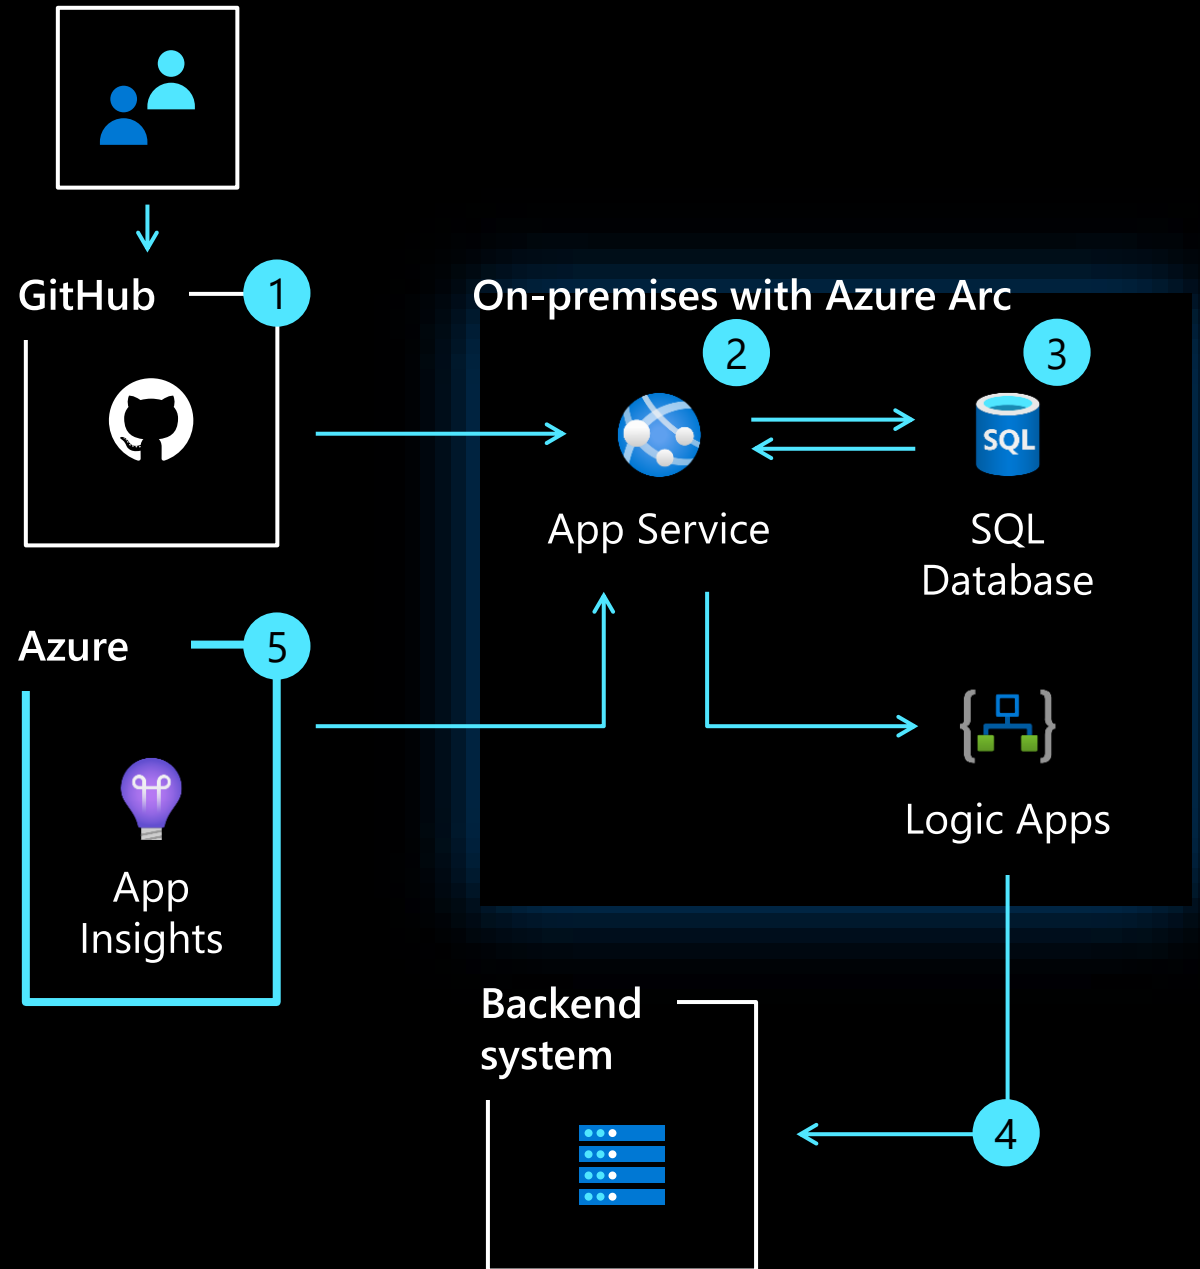 GitHub
1
On-premises with Azure Arc
2
3
SQL
App Service
SQL
Database
Azure
5
App
Insights
Logic Apps
Backend
system
4